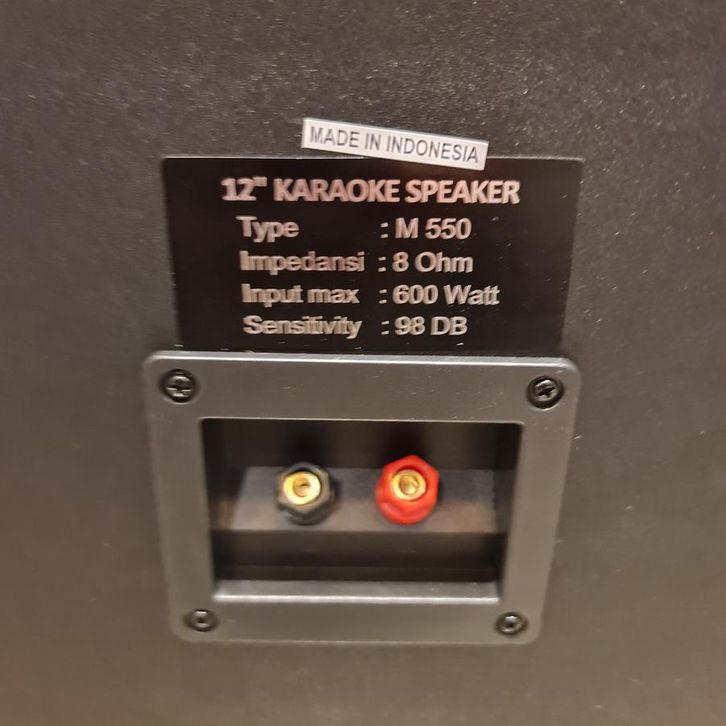 MADE IN INDONESIA
12" KARAOKE SPEAKER
Type : M 550
Impedansi : 8 Ohm
Input max : 600 Watt
Sensitivity : 98 DB